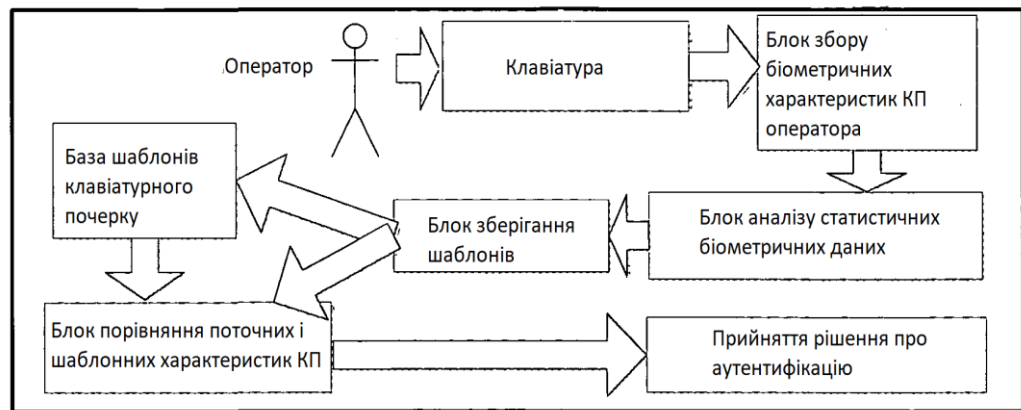 Оператор
Клавіатура
Блок збору
біометричних
характеристик КП
оператора
База шаблонів
клавіатурного
почерку
Блок зберігання
шаблонів
Блок аналізу статистичних
біометричних даних
Блок порівняння поточних і
шаблонних характеристик КП
Прийняття рішення про
аутентифікацію